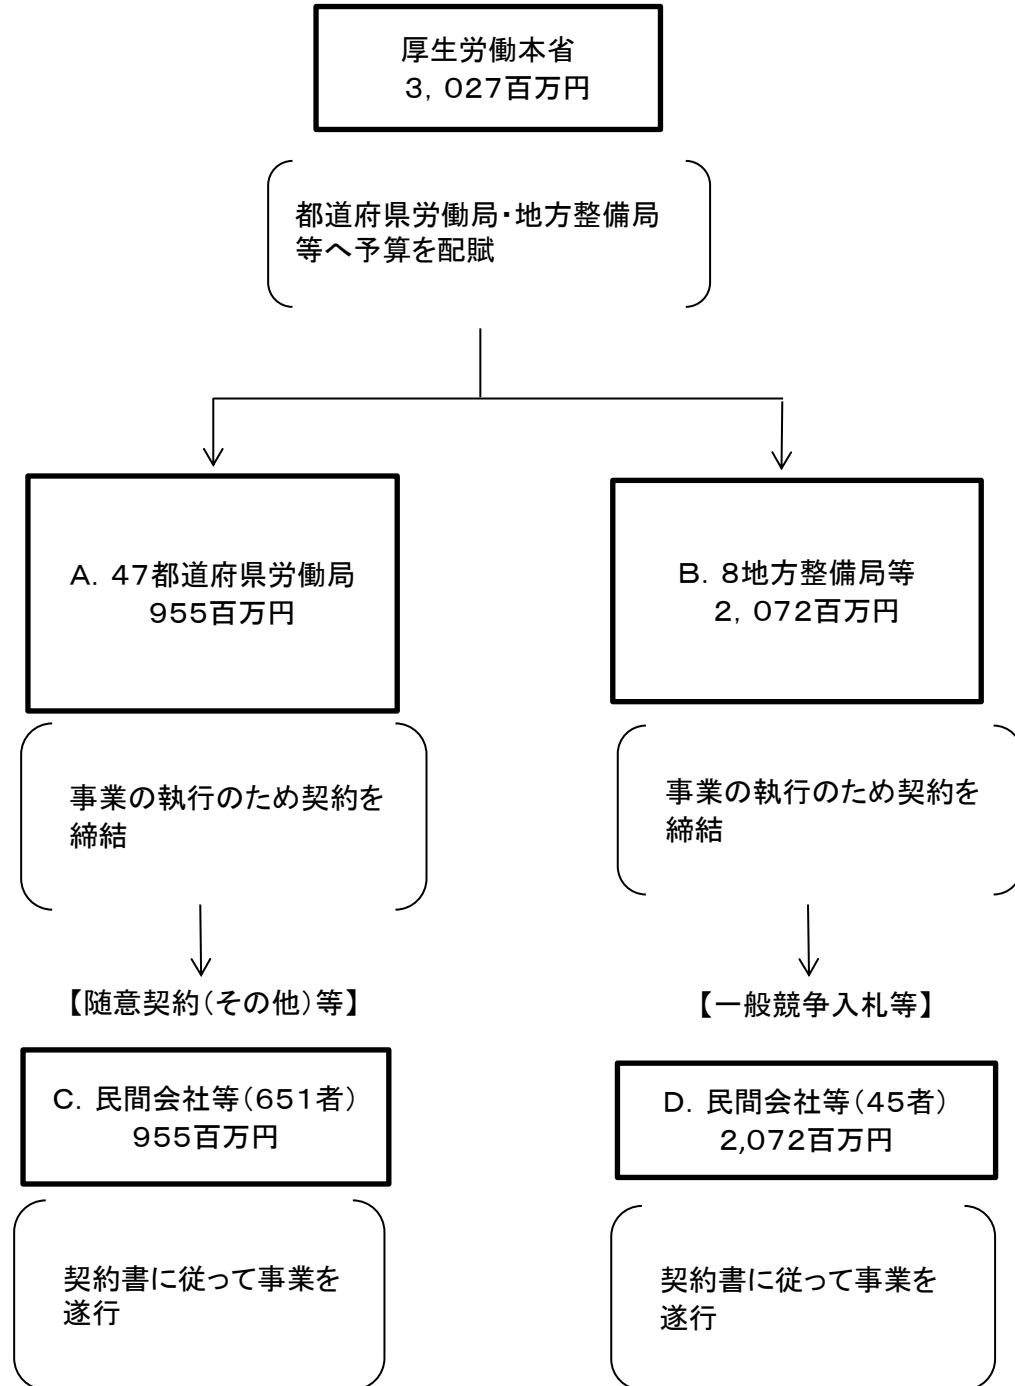 厚生労働本省
3，027百万円
都道府県労働局・地方整備局
等へ予算を配賦
A．47都道府県労働局
955百万円
B．8地方整備局等
2，072百万円
事業の執行のため契約を
締結
事業の執行のため契約を
締結
【随意契約（その他）等】
【一般競争入札等】
C．民間会社等（651者）
955百万円
D．民間会社等（45者）
2,072百万円
契約書に従って事業を
遂行
契約書に従って事業を
遂行